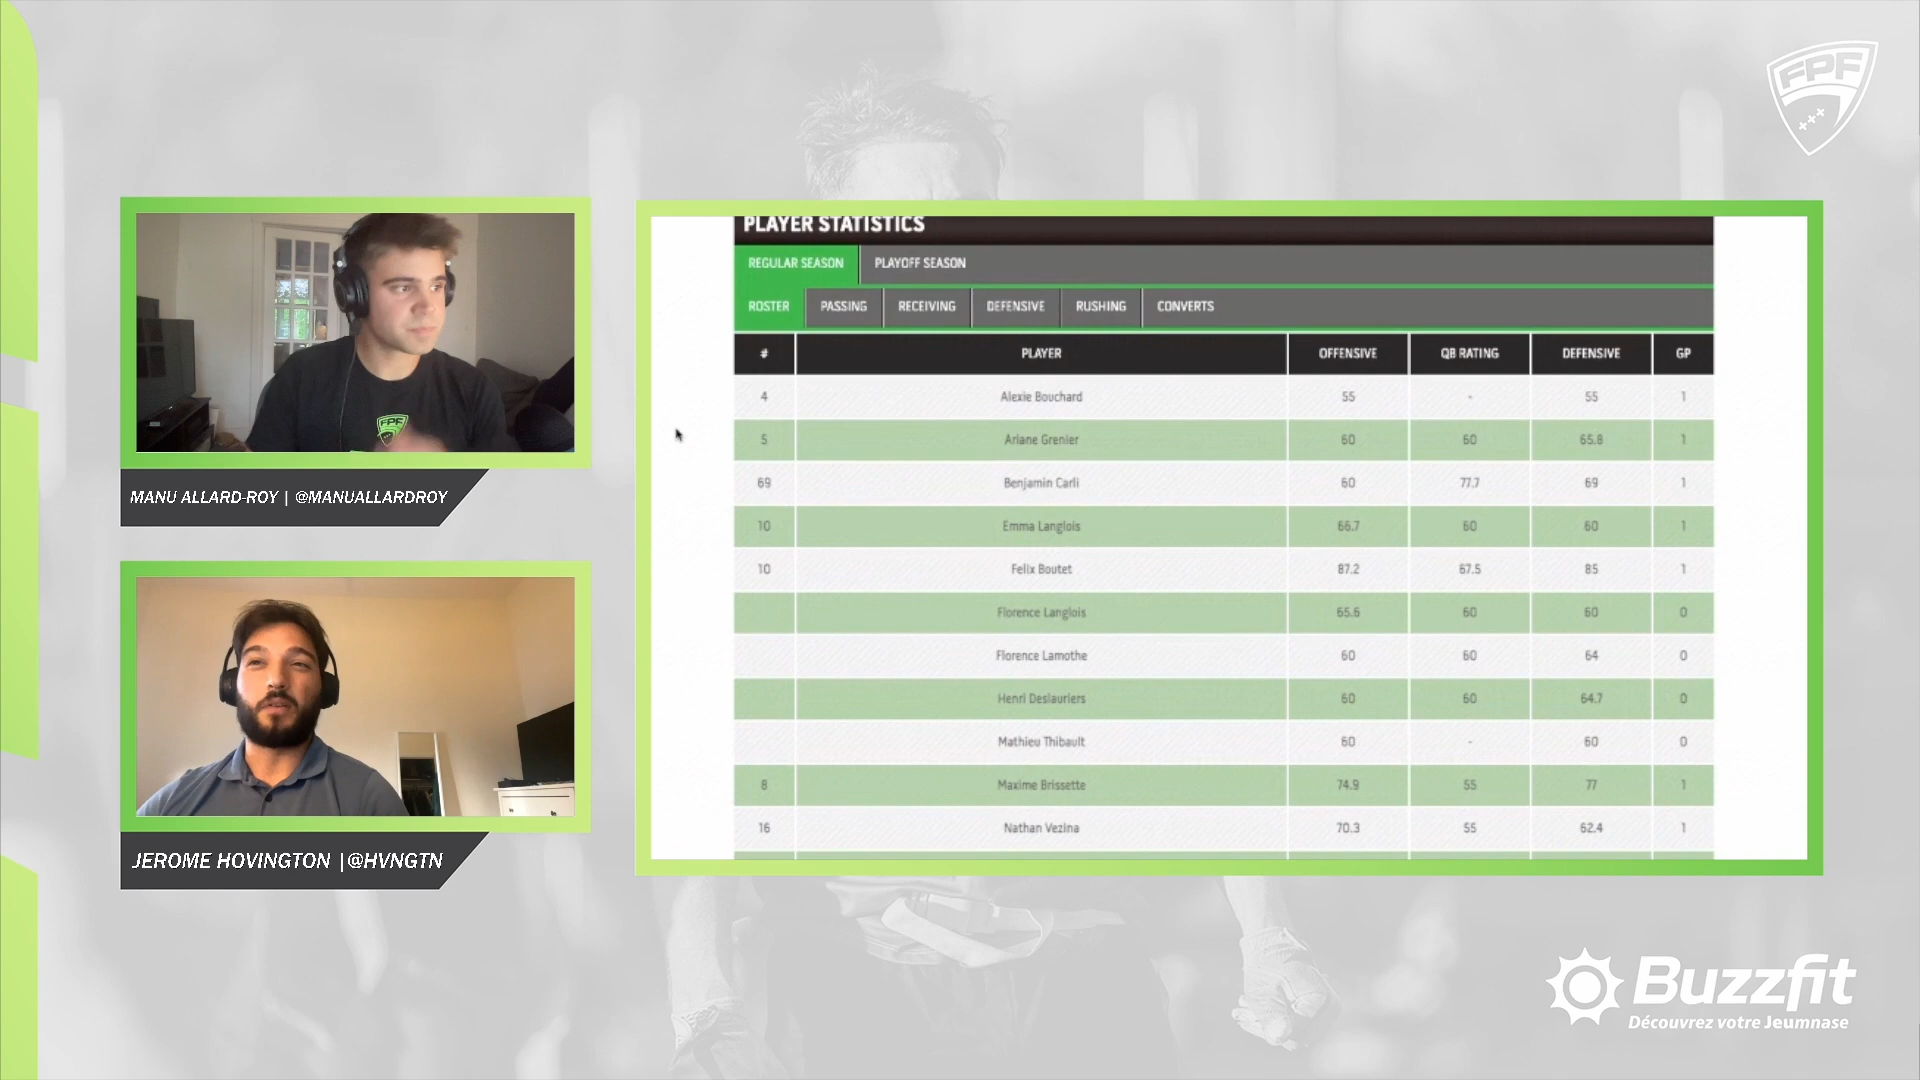 FPF
MANU ALLARD-ROY | @MANUALLARDROY
FPF
JEROME HOVINGTON |@HVNGTN
PLAYER STATISTICS
REGULAR SEASON PLAYOFF SEASON
ROSTER PASSING RECEIVING DEFENSIVE RUSHING CONVERTS
# PLAYER OFFENSIVE QB RATING DEFENSIVE GP
4 Alexie Bouchard 55 - 55 1
5 Ariane Grenier 60 60 65.8 1
69 Benjamin Carli 60 77.7 69 1
10 Emma Langlois 66.7 60 60 1
10 Felix Boutet 87.2 67.5 85 1
Florence Langlois 65.6 60 60 0
Florence Lamothe 60 60 64 0
Henri Deslauriers 60 60 64.7 0
Mathieu Thibault 60 - 60 0
8 Maxime Brissette 74.9 55 77 1
16 Nathan Vezina 70.3 55 62.4 1
Buzzfit
Découvrez votre Jeumnase